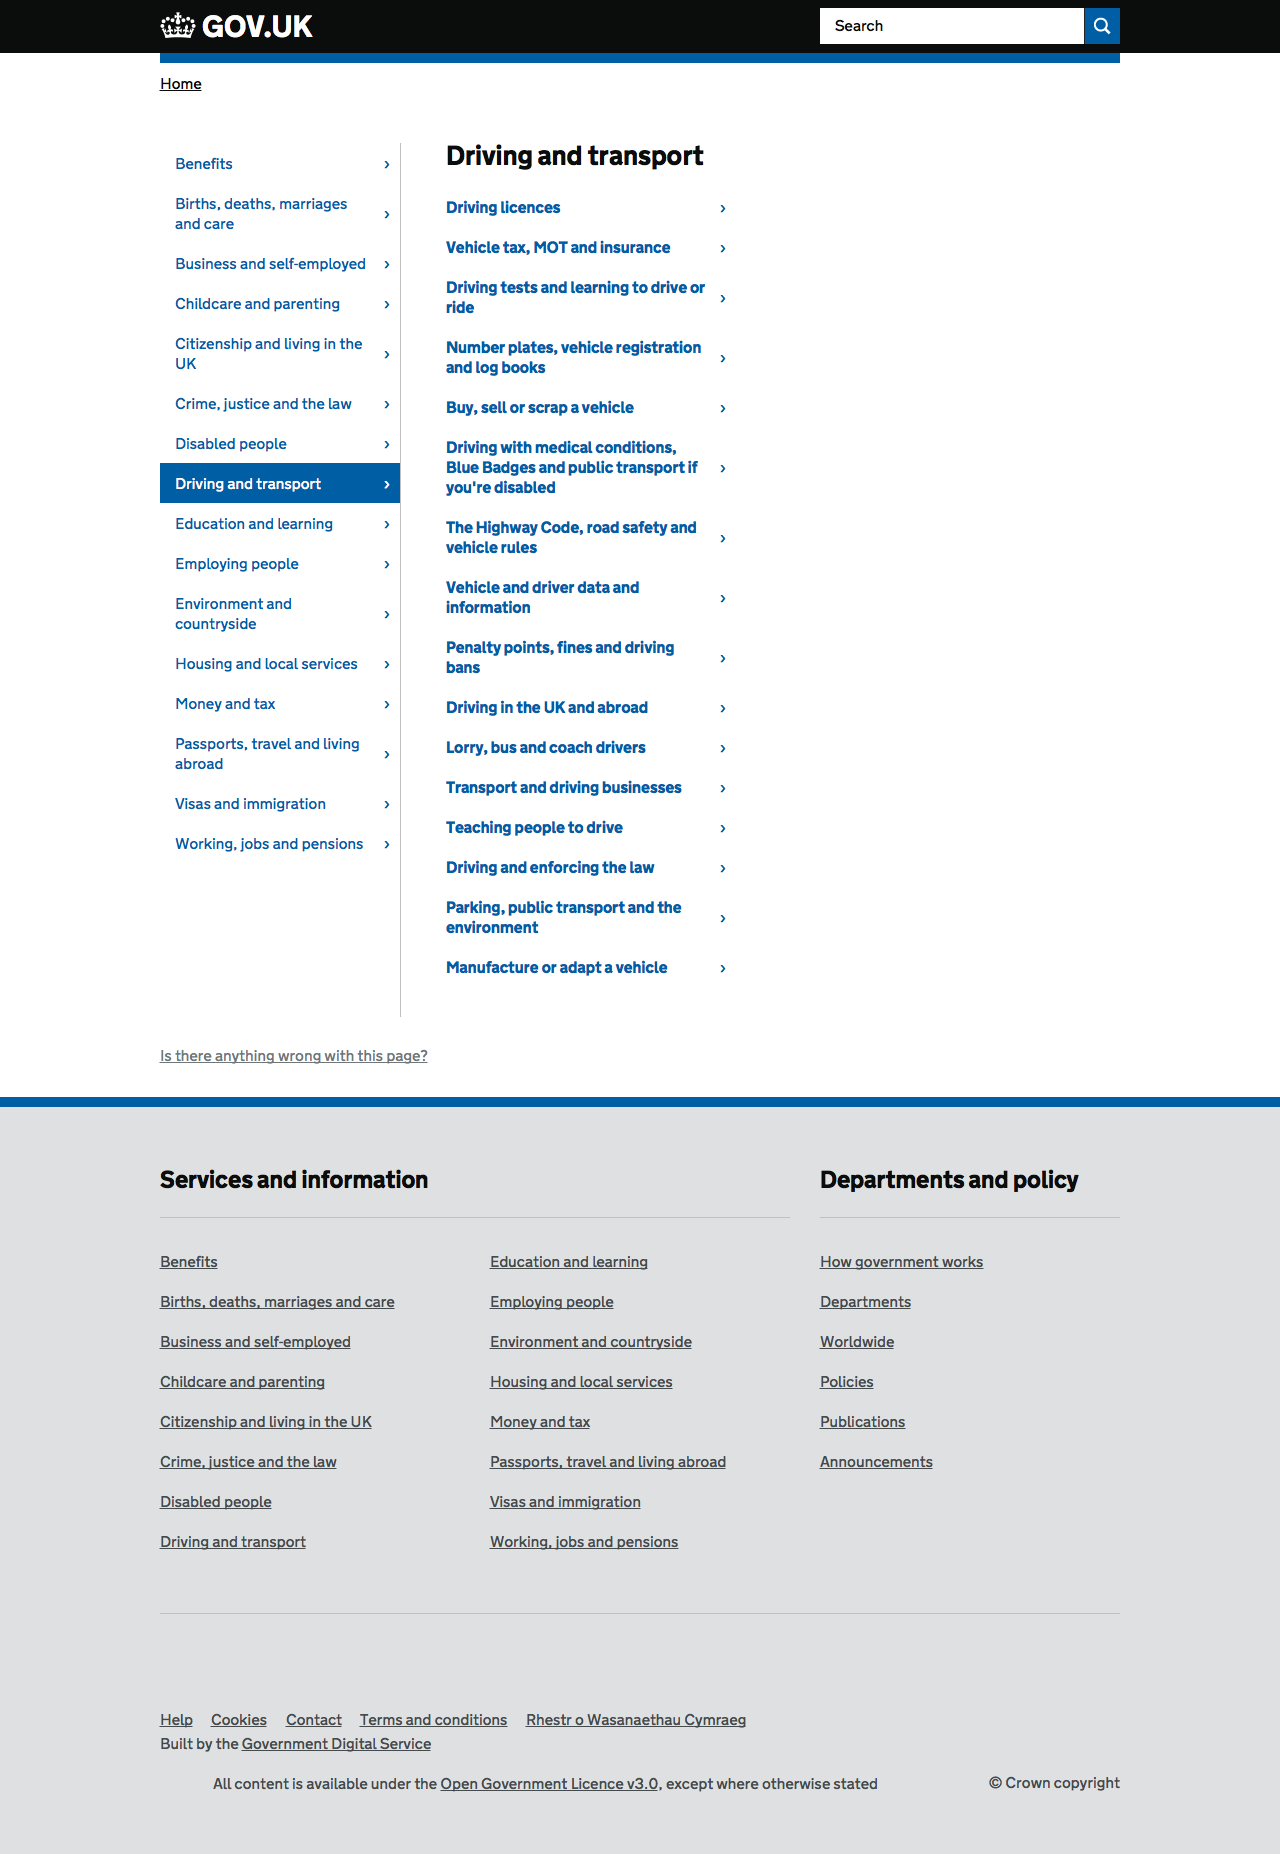 GOV.UK
Search
Home
Benefits ›
Births, deaths, marriages
and care ›
Business and self-employed ›
Childcare and parenting ›
Citizenship and living in the
UK ›
Crime, justice and the law ›
Disabled people ›
Driving and transport ›
Education and learning ›
Employing people ›
Environment and
countryside ›
Housing and local services ›
Money and tax ›
Passports, travel and living
abroad ›
Visas and immigration ›
Working, jobs and pensions ›
Driving and transport
Driving licences ›
Vehicle tax, MOT and insurance ›
Driving tests and learning to drive or
ride ›
Number plates, vehicle registration
and log books ›
Buy, sell or scrap a vehicle ›
Driving with medical conditions,
Blue Badges and public transport if ›
you're disabled
The Highway Code, road safety and
vehicle rules ›
Vehicle and driver data and
information ›
Penalty points, fines and driving
bans ›
Driving in the UK and abroad ›
Lorry, bus and coach drivers ›
Transport and driving businesses ›
Teaching people to drive ›
Driving and enforcing the law ›
Parking, public transport and the
environment ›
Manufacture or adapt a vehicle ›
Is there anything wrong with this page?
Services and information
Benefits
Births, deaths, marriages and care
Business and self-employed
Childcare and parenting
Citizenship and living in the UK
Crime, justice and the law
Disabled people
Driving and transport
Education and learning
Employing people
Environment and countryside
Housing and local services
Money and tax
Passports, travel and living abroad
Visas and immigration
Working, jobs and pensions
Departments and policy
How government works
Departments
Worldwide
Policies
Publications
Announcements
Help Cookies Contact Terms and conditions Rhestr o Wasanaethau Cymraeg
Built by the Government Digital Service
All content is available under the Open Government Licence v3.0, except where otherwise stated
© Crown copyright